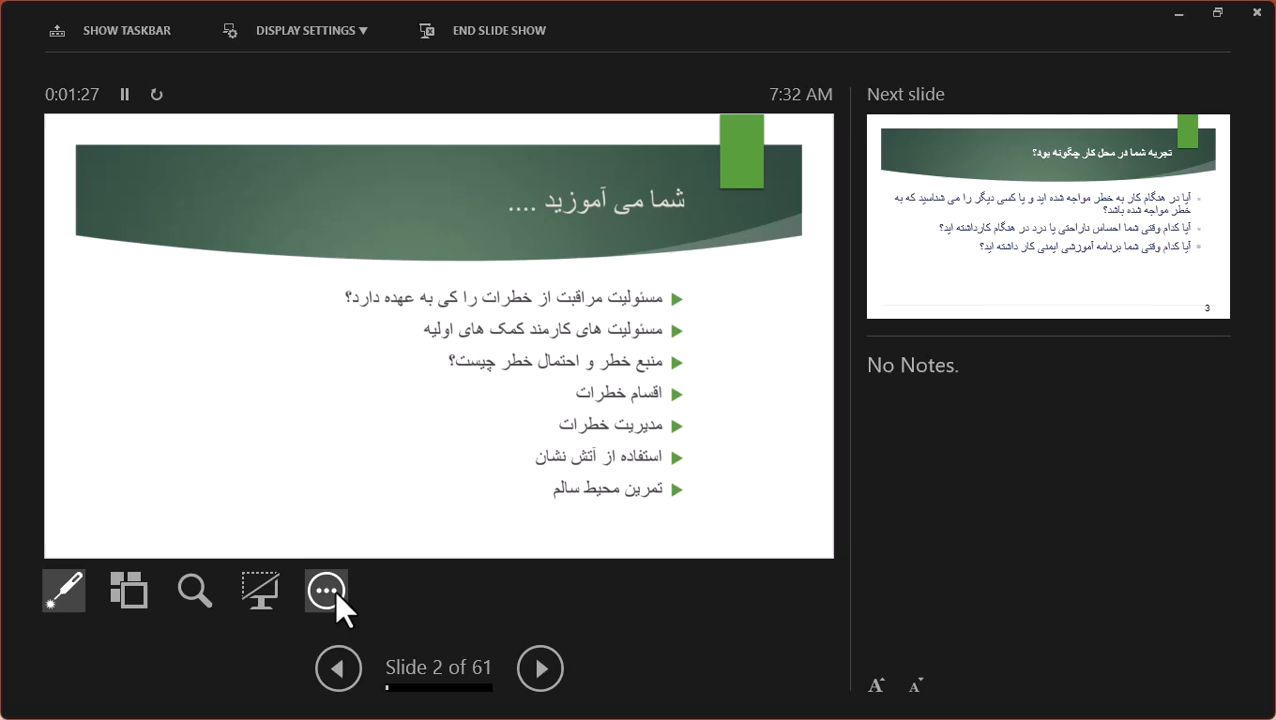 SHOW TASKBAR
DISPLAY SETTINGS ▼
END SLIDE SHOW
0:01:27
7:32 AM
شما می آموزید ....
مسئولیت مراقبت از خطرات را کی به عهده دارد؟
مسئولیت های کارمند کمک های اولیه
منبع خطر و احتمال خطر چیست؟
اقسام خطرات
مدیریت خطرات
استفاده از آتش نشان
تمرین محیط سالم
Slide 2 of 61
Next slide
تجربه شما در محل کار چگونه بود؟
آیا در هنگام کار به خطر مواجه شده اید و یا کسی دیگر را می شناسید که به
خطر مواجه شده باشد؟
آیا کدام وقتی شما احساس ناراحتی یا درد در هنگام کارداشته اید؟
آیا کدام وقتی شما برنامه آموزشی ایمنی کار داشته اید؟
3
No Notes.
A A